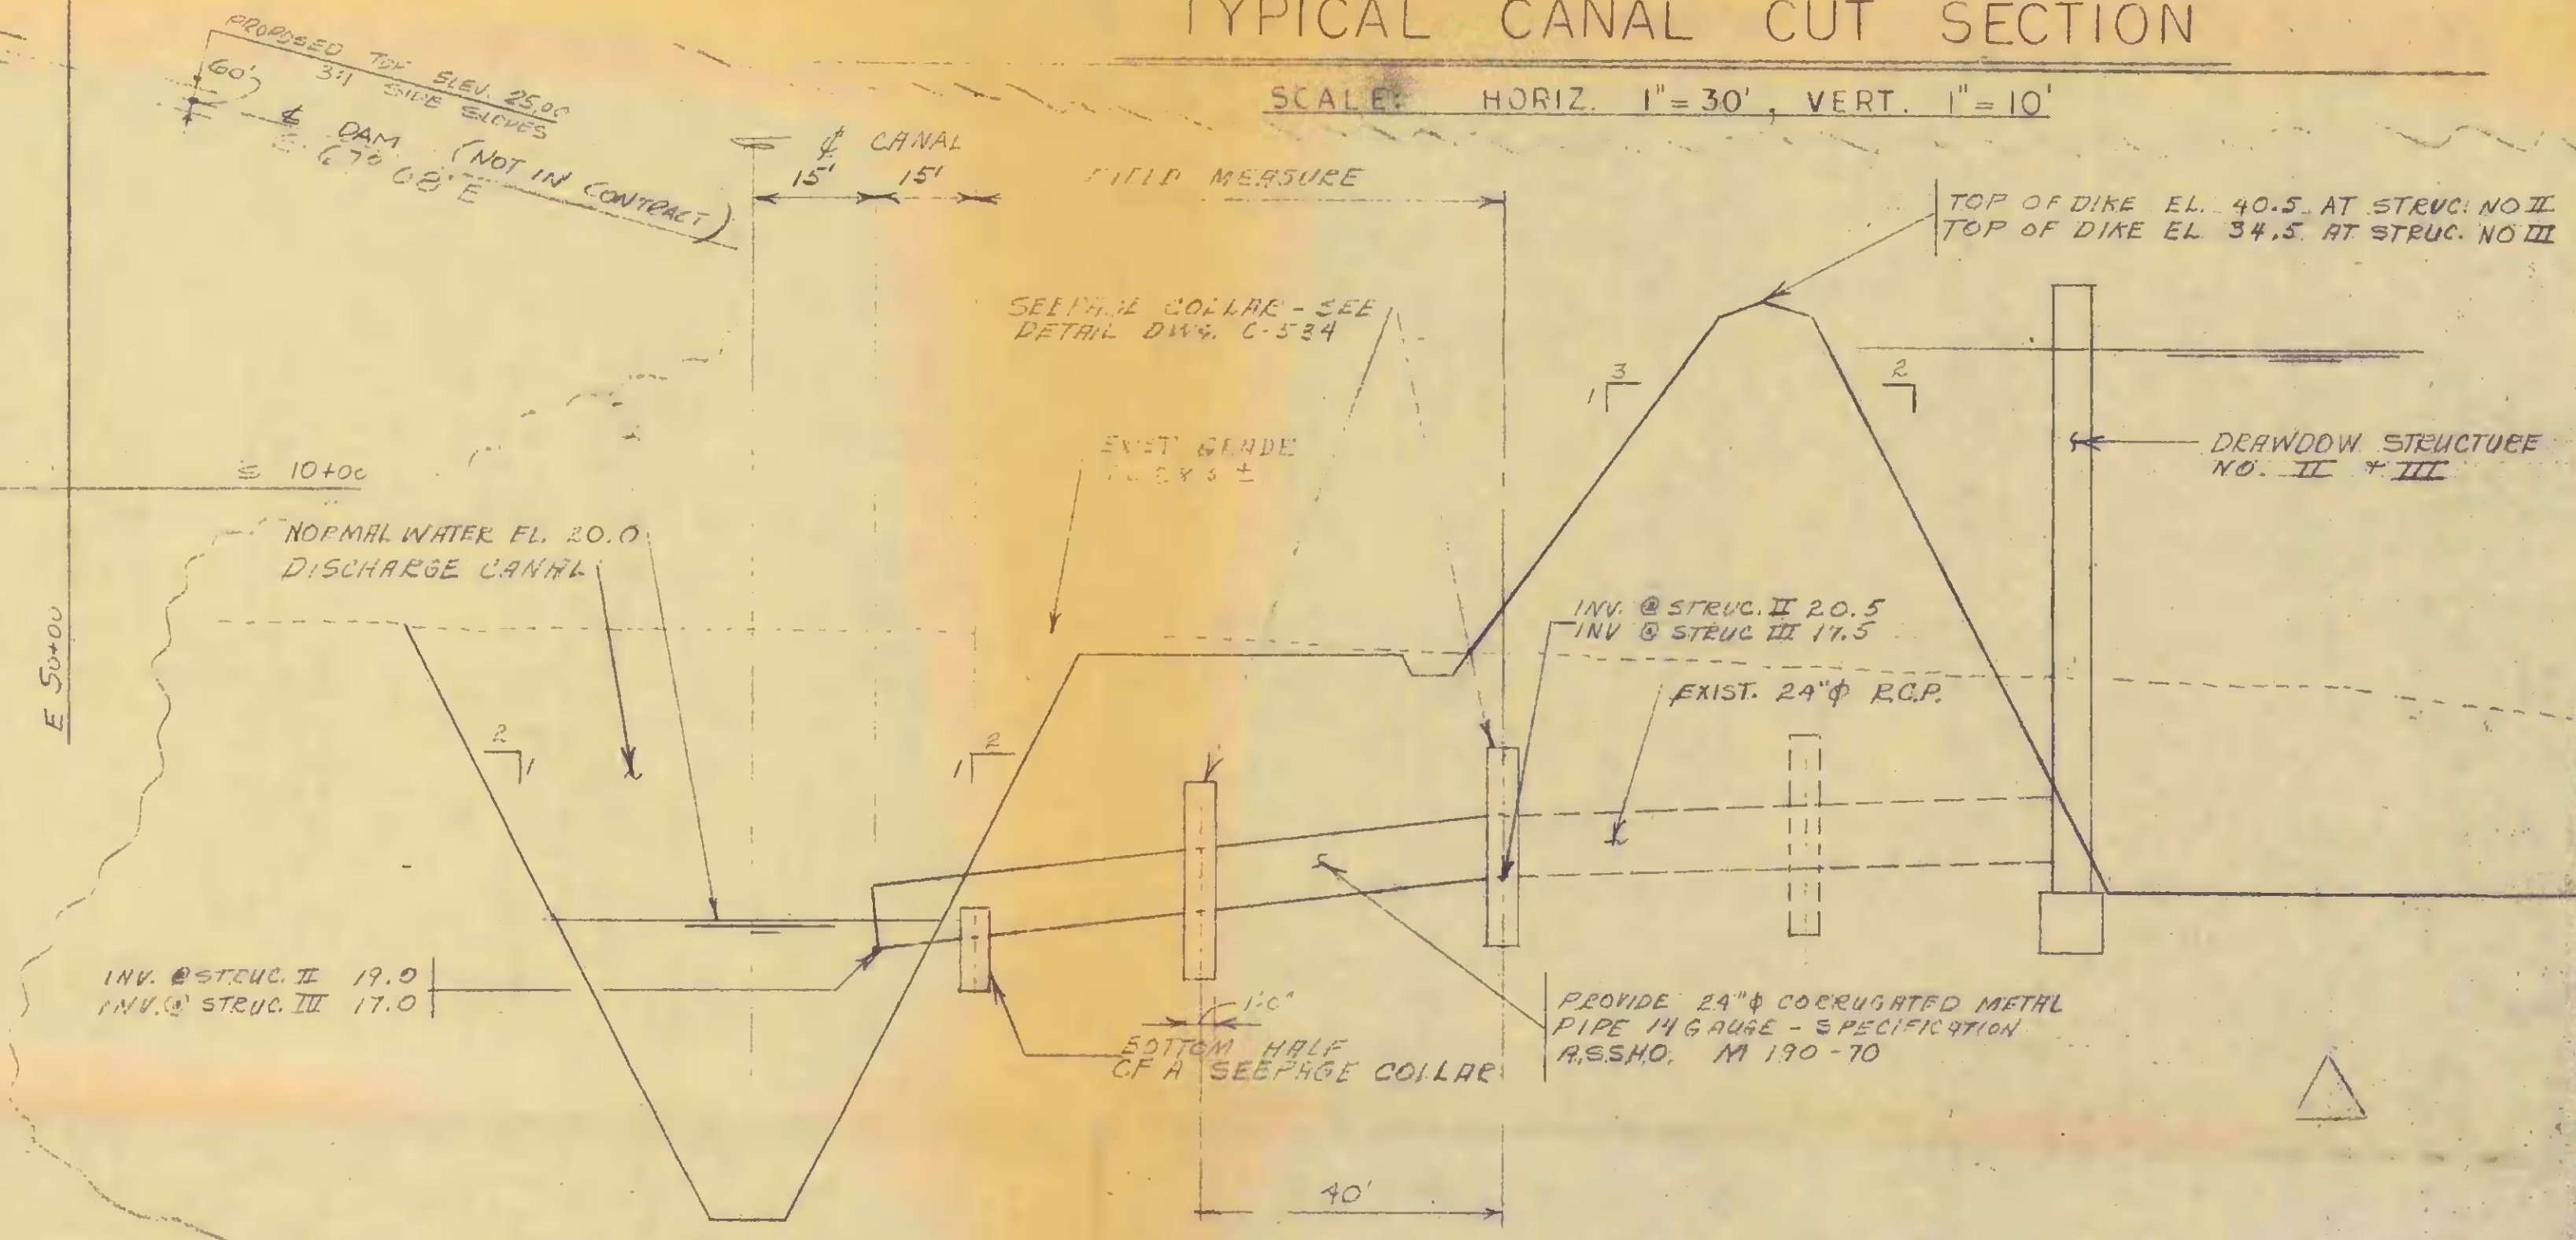 TYPICAL CANAL CUT SECTION
SCALE: HORIZ. 1"=30', VERT. 1"=10'
PROPOSED TOP ELEV. 25.00
3:1 SIDE SLOPES
60'
℄ DAM (NOT IN CONTRACT)
08' E
℄ CANAL
15' 15'
FIELD MEASURE
TOP OF DIKE EL. 40.5 AT STRUC. NO II
TOP OF DIKE EL 34.5 AT STRUC. NO III
SEEPAGE COLLAR - SEE
DETAIL DWG. C-534
3
1
2
EXIST GRADE
±
DRAWDOW STRUCTURE
NO. II + III
10+00
E 50+00
NORMAL WATER EL. 20.0
DISCHARGE CANAL
INV. @ STRUC. II 20.5
INV @ STRUC III 17.5
EXIST. 24"ϕ R.C.P.
2
1
2
1
INV. @ STRUC. II 19.0
INV. @ STRUC. III 17.0
1'-0"
BOTTOM HALF
OF A SEEPAGE COLLAR
PROVIDE 24"ϕ CORRUGATED METAL
PIPE 14 GAUGE - SPECIFICATION
A.S.S.H.O. M 190-70
40'